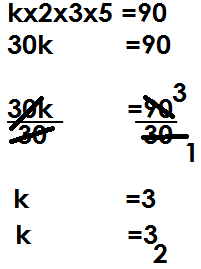 kx2x3x5 =90
30k =90
30k =90 3
30 30 1
k =3
k =3
2